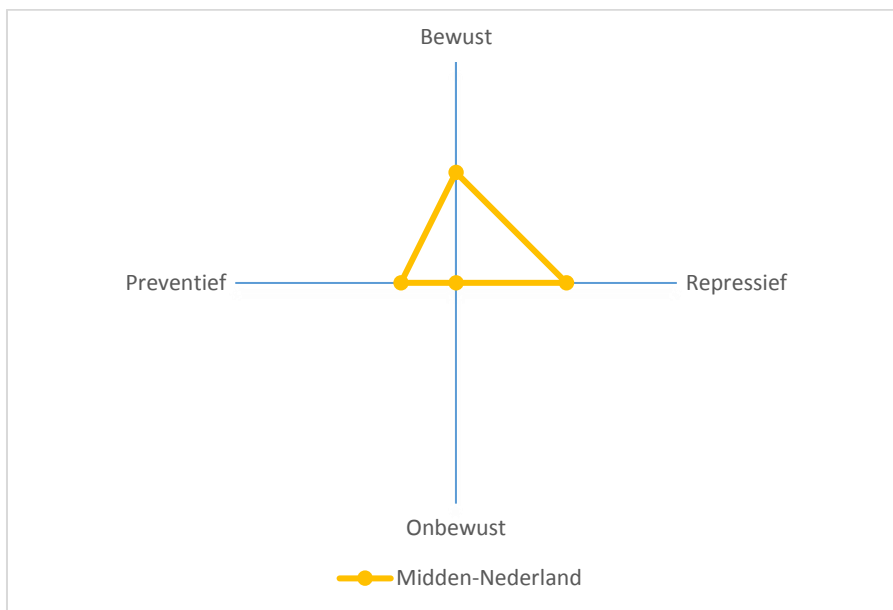 Bewust
Preventief
Repressief
Onbewust
Midden-Nederland